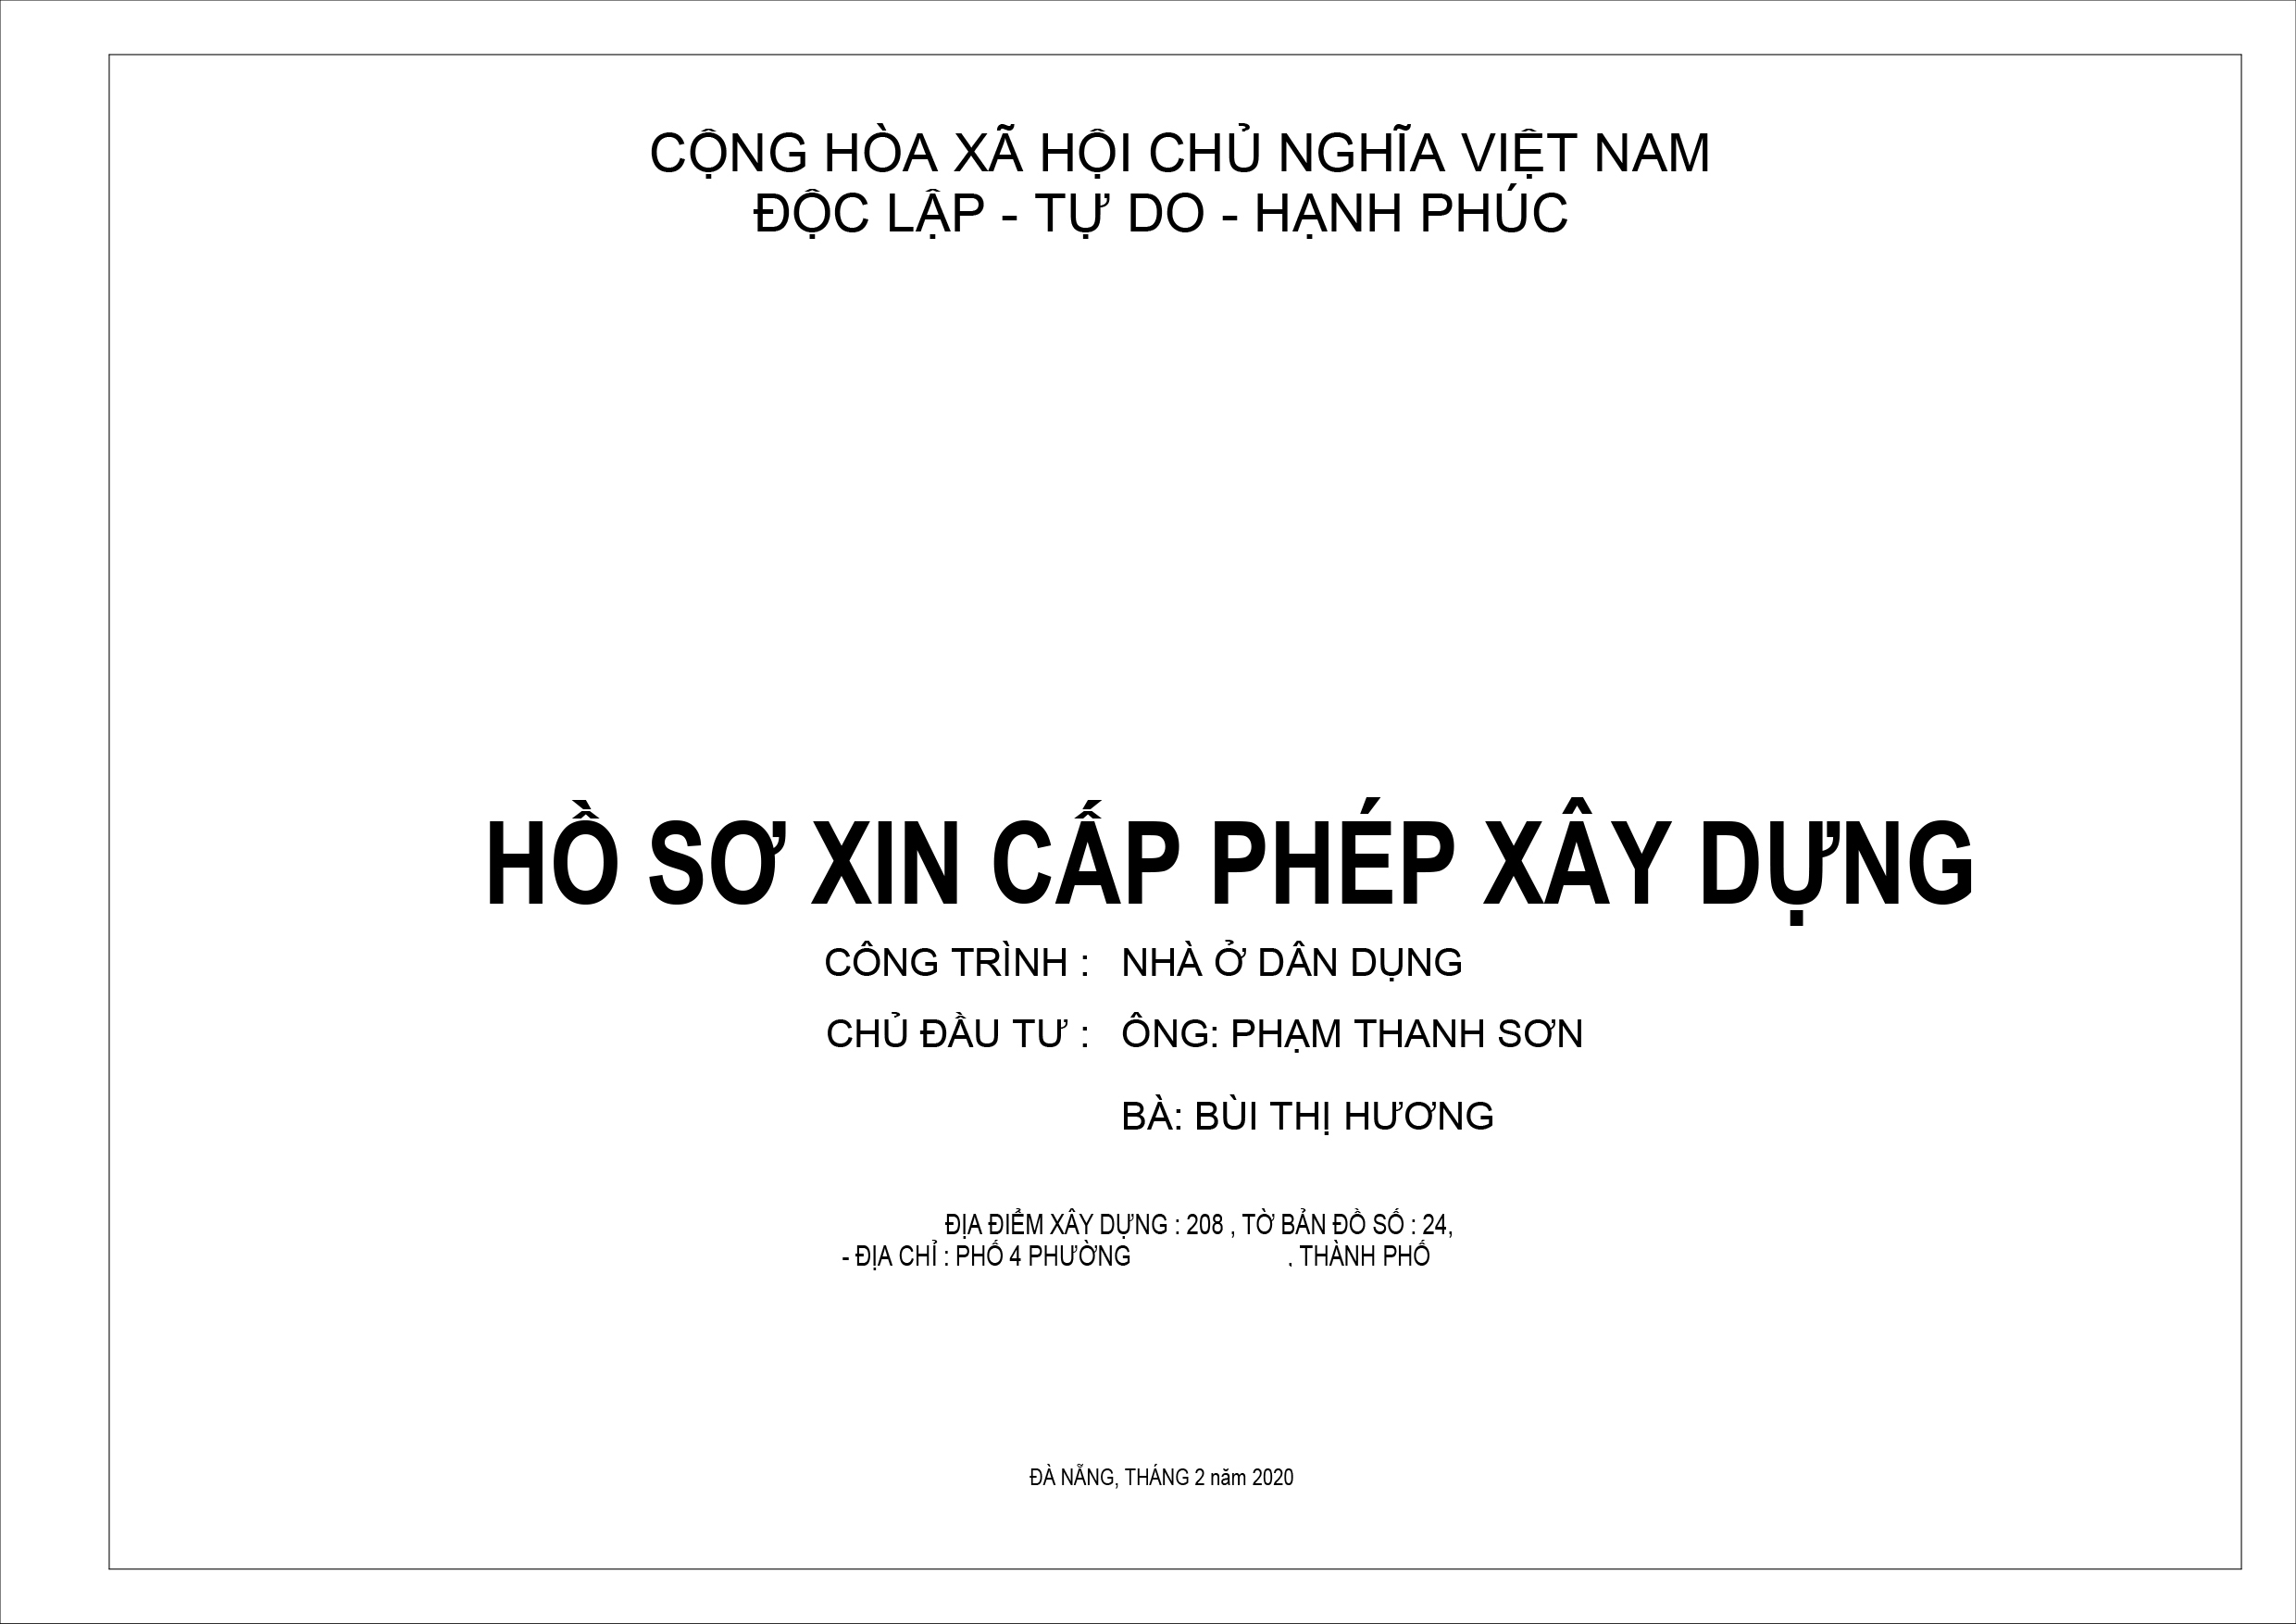 CỘNG HÒA XÃ HỘI CHỦ NGHĨA VIỆT NAM
ĐỘC LẬP - TỰ DO - HẠNH PHÚC
HỒ SƠ XIN CẤP PHÉP XÂY DỰNG
CÔNG TRÌNH : NHÀ Ở DÂN DỤNG
CHỦ ĐẦU TƯ : ÔNG: PHẠM THANH SƠN
BÀ: BÙI THỊ HƯƠNG
ĐỊA ĐIỂM XÂY DỰNG : 208 , TỜ BẢN ĐỒ SỐ : 24,
- ĐỊA CHỈ : PHỐ 4 PHƯỜNG , THÀNH PHỐ
ĐÀ NẴNG, THÁNG 2 năm 2020